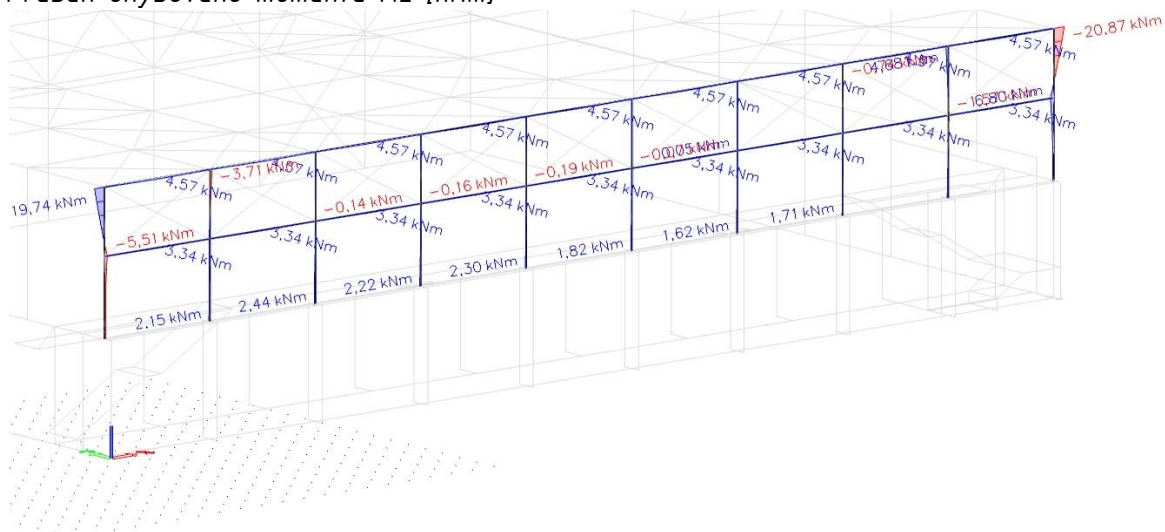 -20,87 kNm
4,57 kNm
4,57 kNm
4,57 kNm
4,57 kNm
4,57 kNm
4,57 kNm
4,57 kNm
-3,71 kNm
19,74 kNm
3,34 kNm
3,34 kNm
-0,19 kNm
3,34 kNm
-0,16 kNm
3,34 kNm
-0,14 kNm
3,34 kNm
3,34 kNm
-5,51 kNm
3,34 kNm
3,34 kNm
3,34 kNm
1,71 kNm
1,62 kNm
1,82 kNm
2,30 kNm
2,22 kNm
2,44 kNm
2,15 kNm